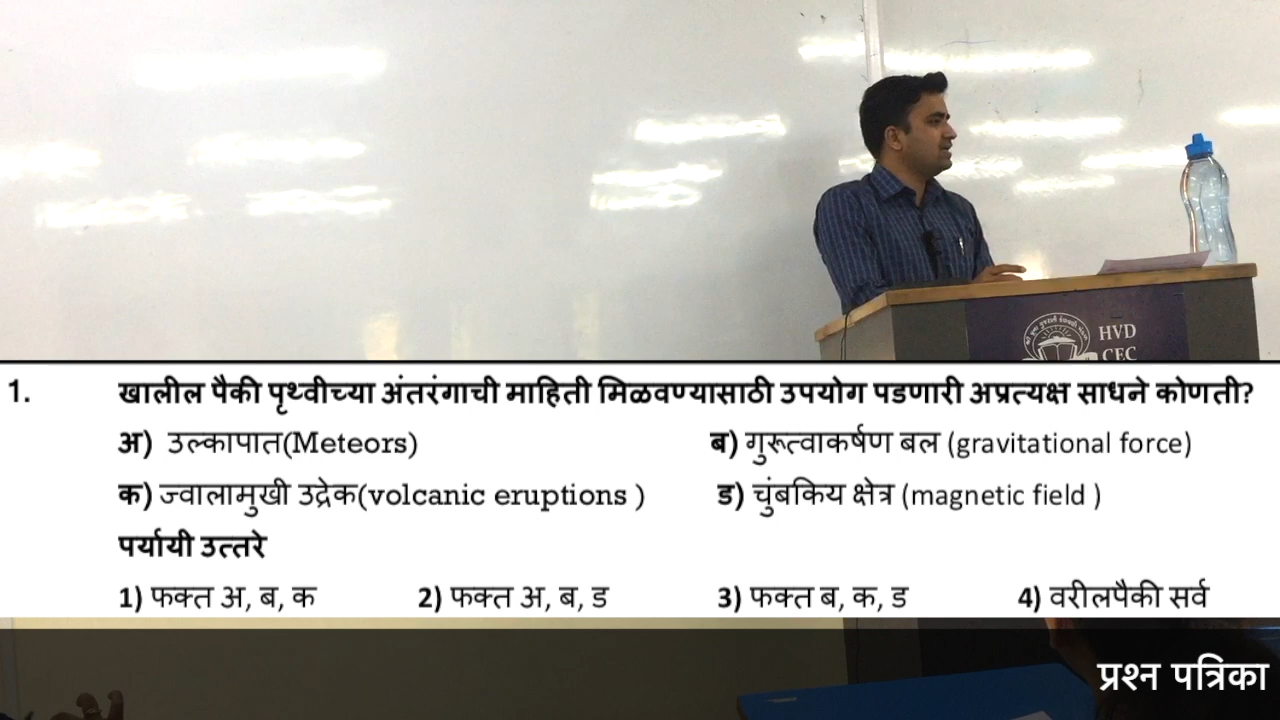 HVD
CEC
1. खालील पैकी पृथ्वीच्या अंतरंगाची माहिती मिळवण्यासाठी उपयोग पडणारी अप्रत्यक्ष साधने कोणती?
अ) उल्कापात(Meteors) ब) गुरूत्वाकर्षण बल (gravitational force)
क) ज्वालामुखी उद्रेक(volcanic eruptions ) ड) चुंबकिय क्षेत्र (magnetic field )
पर्यायी उत्तरे
1) फक्त अ, ब, क 2) फक्त अ, ब, ड 3) फक्त ब, क, ड 4) वरीलपैकी सर्व
प्रश्न पत्रिका